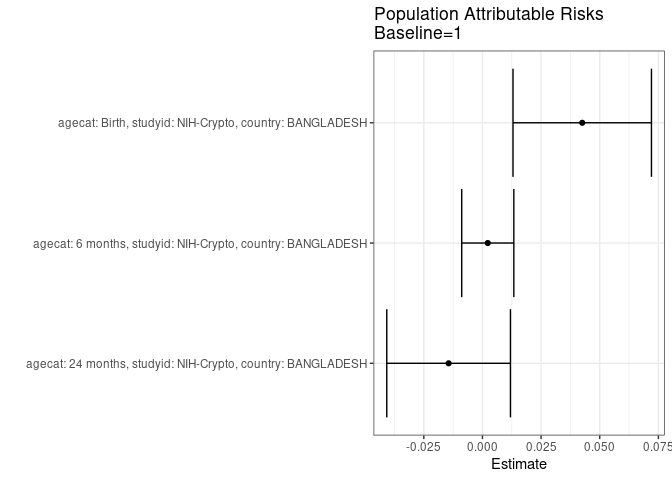 Population Attributable Risks
Baseline=1
agecat: Birth, studyid: NIH-Crypto, country: BANGLADESH
agecat: 6 months, studyid: NIH-Crypto, country: BANGLADESH
agecat: 24 months, studyid: NIH-Crypto, country: BANGLADESH
-0.025 0.000 0.025 0.050 0.075
Estimate